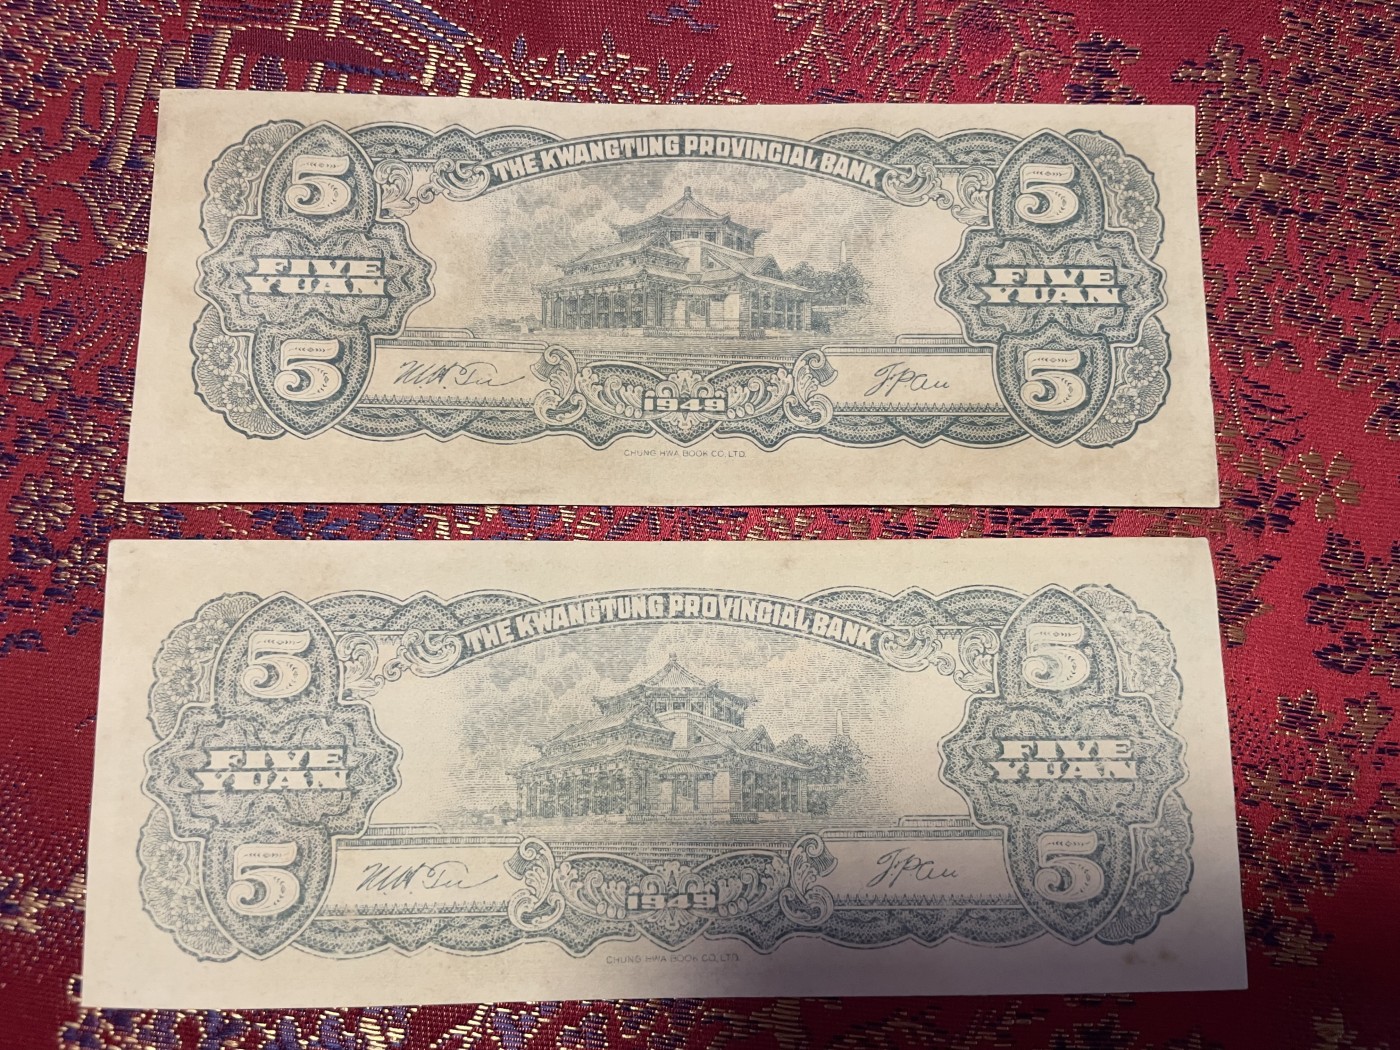 THE KWANGTUNG PROVINCIAL BANK
5 5
FIVE YUAN FIVE YUAN
5 5
1949
CHUNG HWA BOOK CO. LTD.
THE KWANGTUNG PROVINCIAL BANK
5 5
FIVE YUAN FIVE YUAN
5 5
1949
CHUNG HWA BOOK CO. LTD.